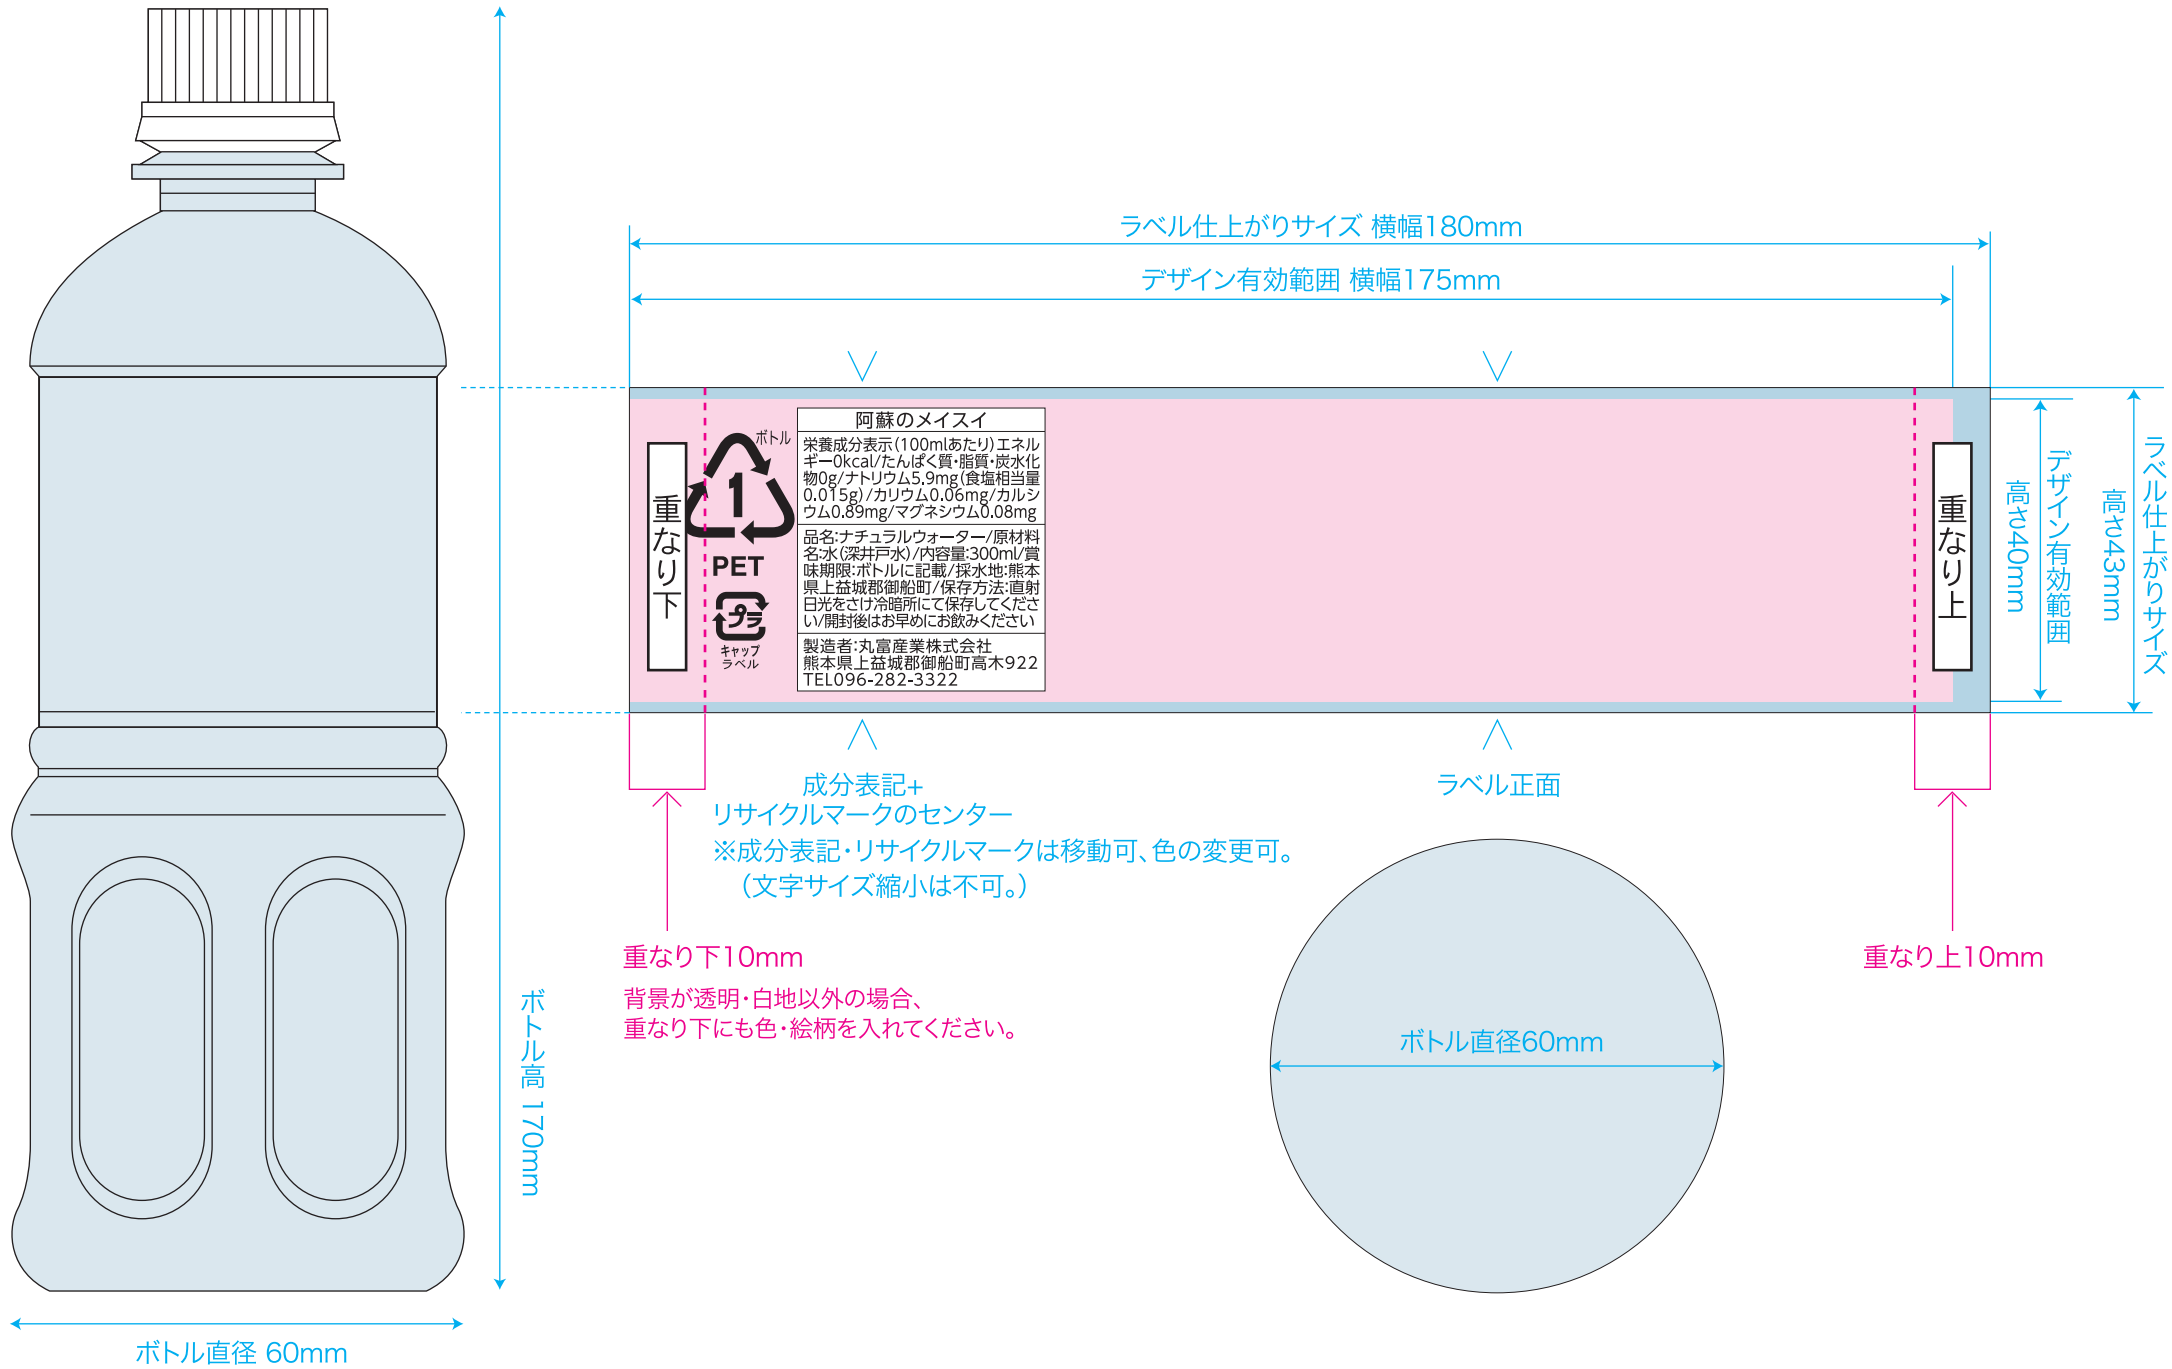 ラベル仕上がりサイズ 横幅180mm
デザイン有効範囲 横幅175mm
重なり下
ボトル
1
PET
プラ
キャップ
ラベル
阿蘇のメイスイ
栄養成分表示(100mlあたり)エネル
ギー0kcal/たんぱく質・脂質・炭水化
物0g/ナトリウム5.9mg(食塩相当量
0.015g)/カリウム0.06mg/カルシ
ウム0.89mg/マグネシウム0.08mg
品名:ナチュラルウォーター/原材料
名:水(深井戸水)/内容量:300ml/賞
味期限:ボトルに記載/採水地:熊本
県上益城郡御船町/保存方法:直射
日光をさけ冷暗所にて保存してくださ
い/開封後はお早めにお飲みください
製造者:丸富産業株式会社
熊本県上益城郡御船町高木922
TEL096-282-3322
重なり上
デザイン有効範囲
高さ40mm
ラベル仕上がりサイズ
高さ43mm
成分表記+
リサイクルマークのセンター
※成分表記・リサイクルマークは移動可、色の変更可。
(文字サイズ縮小は不可。)
ラベル正面
重なり下10mm
背景が透明・白地以外の場合、
重なり下にも色・絵柄を入れてください。
重なり上10mm
ボトル高 170mm
ボトル直径60mm
ボトル直径 60mm